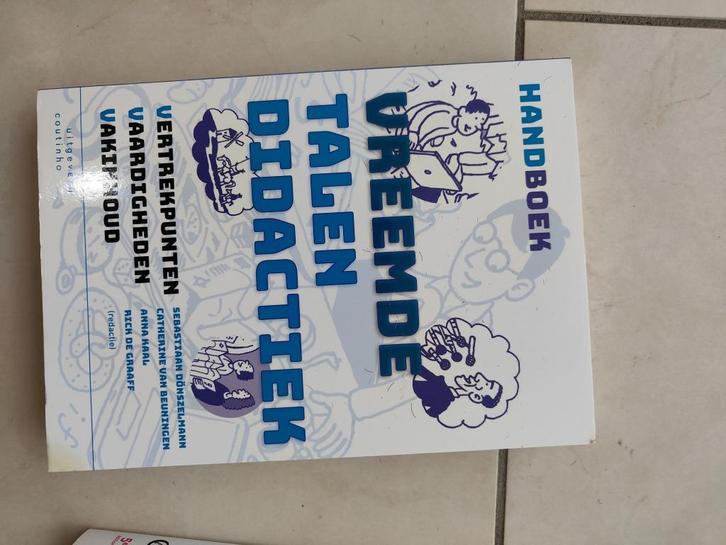 HANDBOEK
VREEMDE
TALEN
DIDACTIEK
VERTREKPUNTEN
VAARDIGHEDEN
VAKINHOUD
SEBASTIAAN DÖNSZELMANN
CATHERINE VAN BEUNINGEN
ANNA KAAL
RICK DE GRAAFF
(redactie)
uitgeverij
coutinho